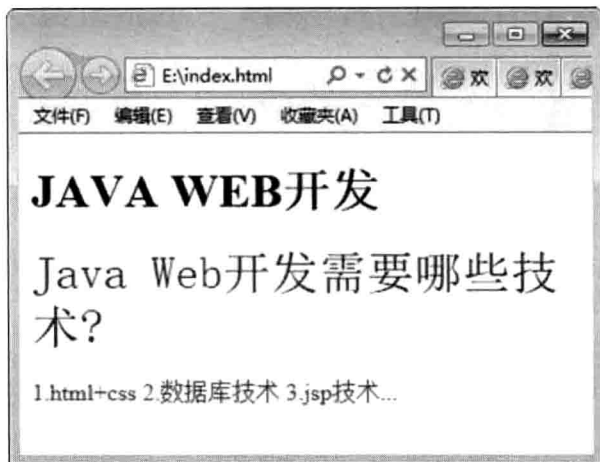 E:\index.html
欢
欢
文件(F) 编辑(E) 查看(V) 收藏夹(A) 工具(T)
JAVA WEB开发
Java Web开发需要哪些技
术?
1.html+css 2.数据库技术 3.jsp技术...